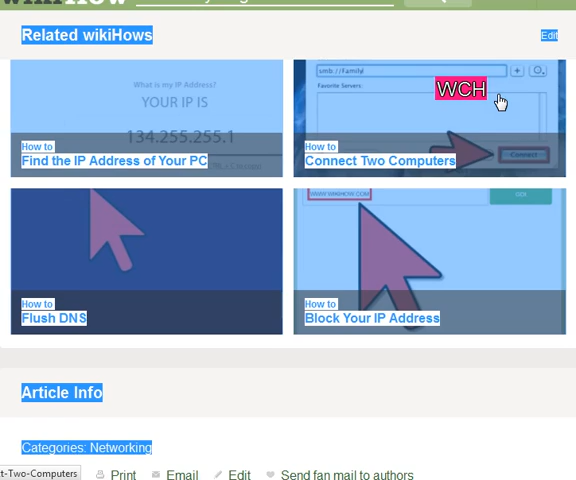 wikiHow
Related wikiHows
Edit
What is my IP Address?
YOUR IP IS
134.255.255.1
How to
Find the IP Address of Your PC
smb://Family
+
Favorite Servers:
WCH
Connect
How to
Connect Two Computers
How to
Flush DNS
WWW.WIKIHOW.COM
How to
Block Your IP Address
Article Info
Categories: Networking
t-Two-Computers
Print
Email
Edit
Send fan mail to authors